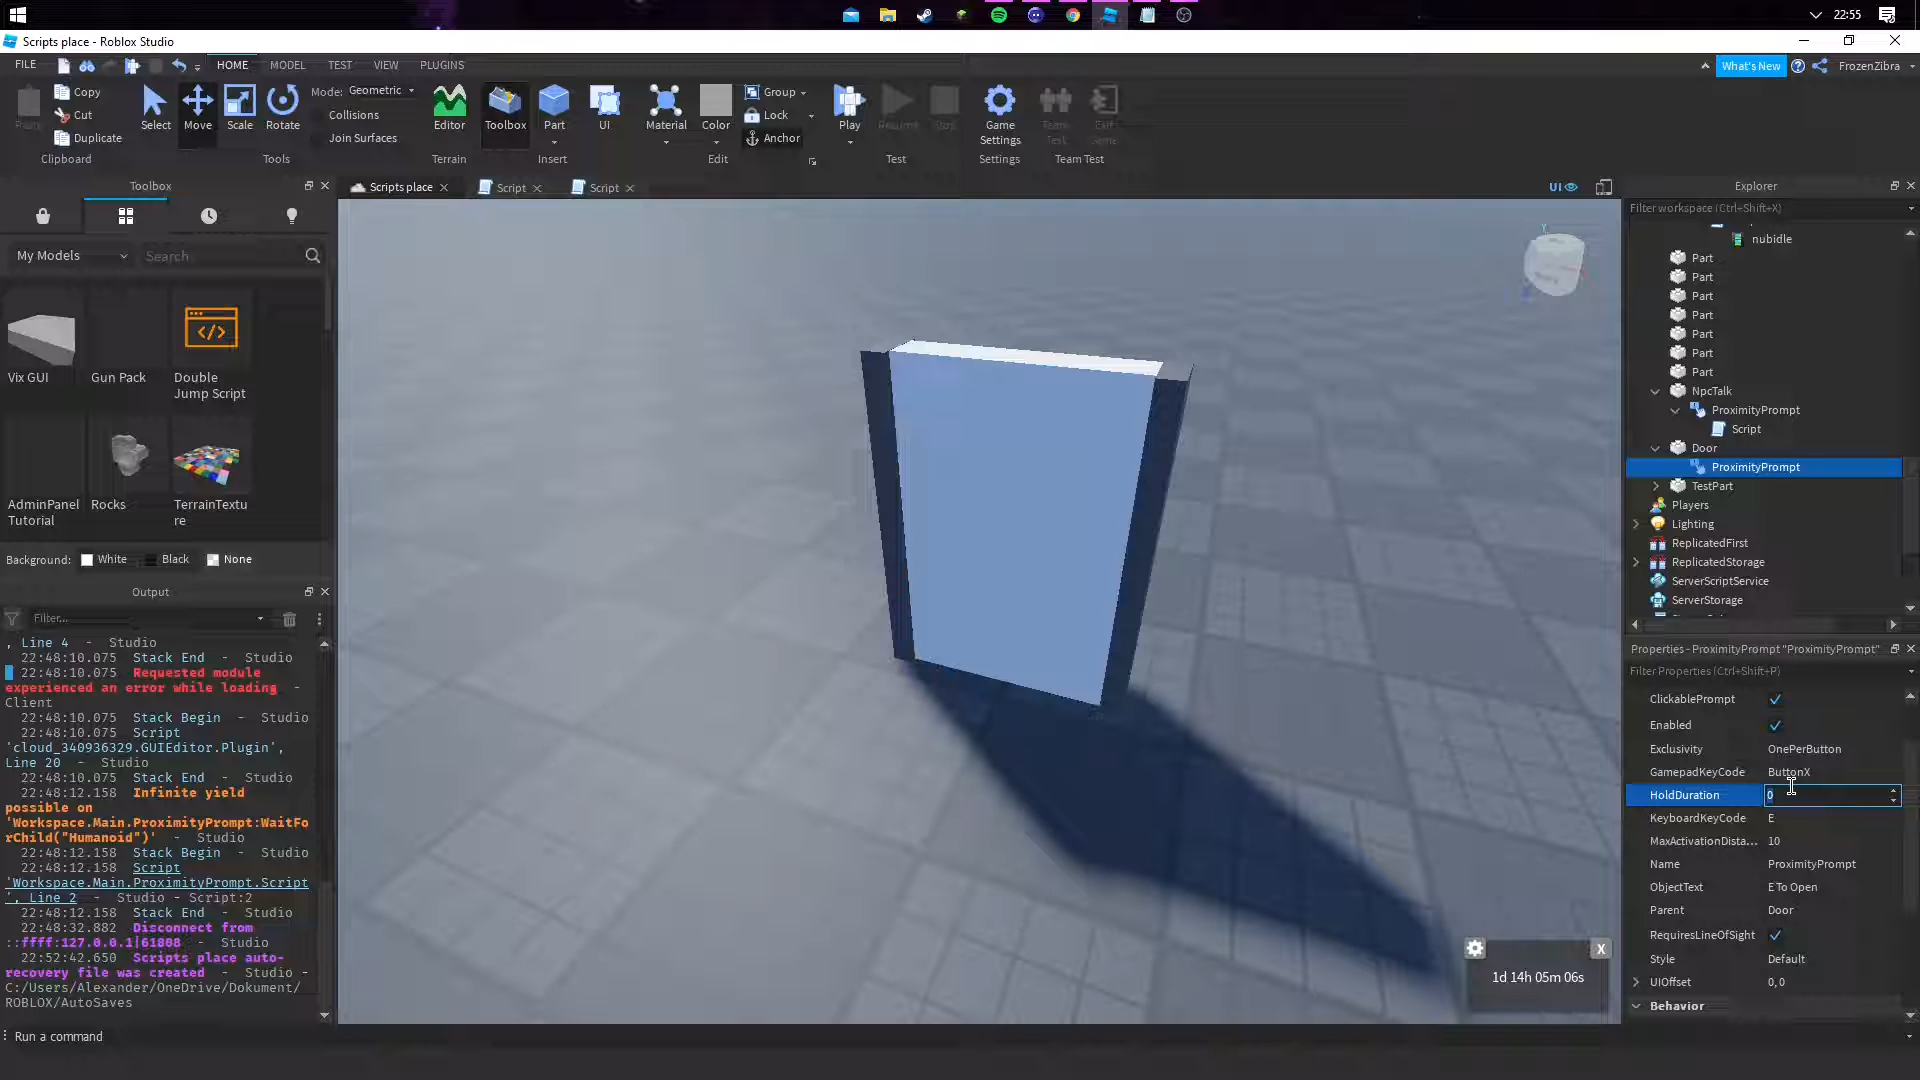 22:55
Scripts place - Roblox Studio
FILE
HOME
MODEL
TEST
VIEW
PLUGINS
What's New
FrozenZibra
Paste
Copy
Cut
Duplicate
Clipboard
Select
Move
Scale
Rotate
Mode: Geometric
Collisions
Join Surfaces
Tools
Editor
Terrain
Toolbox
Part
UI
Insert
Material
Color
Group
Lock
Anchor
Edit
Play
Resume
Stop
Test
Game Settings
Settings
Team Test
Exit Game
Team Test
Toolbox
Scripts place
Script
Script
UI
Explorer
My Models
Search
Filter workspace (Ctrl+Shift+X)
Vix GUI
Gun Pack
Double
Jump Script
AdminPanel
Tutorial
Rocks
TerrainTextu
re
Background:
White
Black
None
Output
Filter...
, Line 4 - Studio
22:48:10.075 Stack End - Studio
22:48:10.075 Requested module
experienced an error while loading -
Client
22:48:10.075 Stack Begin - Studio
22:48:10.075 Script
'cloud_340936329.GUIEditor.Plugin',
Line 20 - Studio
22:48:10.075 Stack End - Studio
22:48:12.158 Infinite yield
possible on
'Workspace.Main.ProximityPrompt:WaitFo
rChild("Humanoid")' - Studio
22:48:12.158 Stack Begin - Studio
22:48:12.158 Script
'Workspace.Main.ProximityPrompt.Script
', Line 2 - Studio - Script:2
22:48:12.158 Stack End - Studio
22:48:32.882 Disconnect from
::ffff:127.0.0.1|61808 - Studio
22:52:42.650 Scripts place auto-
recovery file was created - Studio -
C:/Users/Alexander/OneDrive/Dokument/
ROBLOX/AutoSaves
Run a command
1d 14h 05m 06s
X
nubidle
Part
Part
Part
Part
Part
Part
Part
NpcTalk
ProximityPrompt
Script
Door
ProximityPrompt
TestPart
Players
Lighting
ReplicatedFirst
ReplicatedStorage
ServerScriptService
ServerStorage
Properties - ProximityPrompt "ProximityPrompt"
Filter Properties (Ctrl+Shift+P)
ClickablePrompt
Enabled
Exclusivity OnePerButton
GamepadKeyCode ButtonX
HoldDuration 0
KeyboardKeyCode E
MaxActivationDista... 10
Name ProximityPrompt
ObjectText E To Open
Parent Door
RequiresLineOfSight
Style Default
UIOffset 0, 0
Behavior